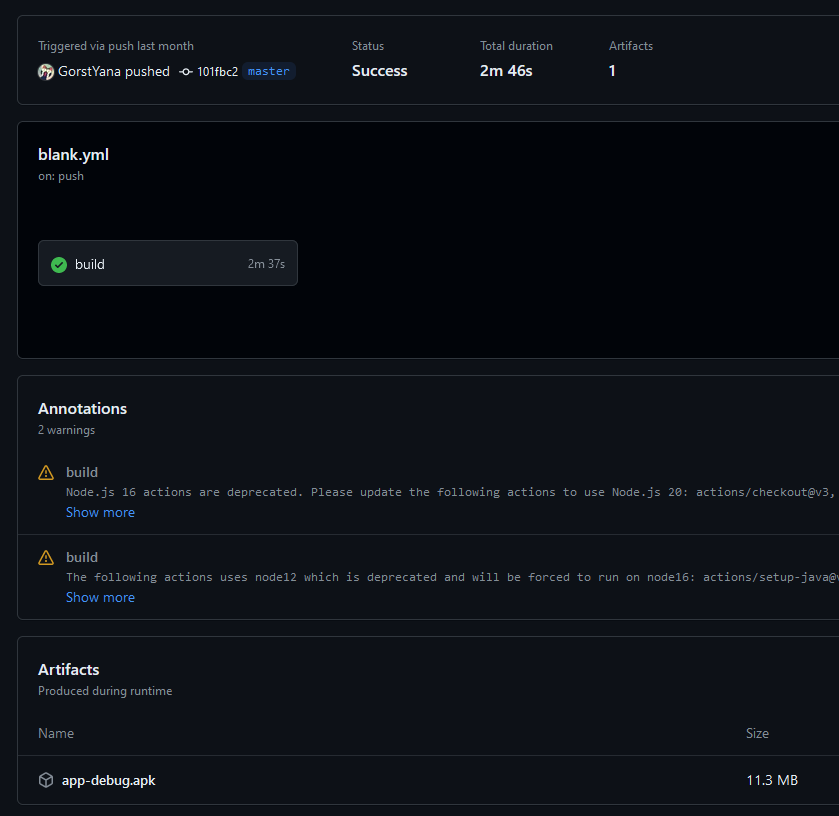 Triggered via push last month
GorstYana pushed 101fbc2 master
Status
Success
Total duration
2m 46s
Artifacts
1
blank.yml
on: push
build 2m 37s
Annotations
2 warnings
build
Node.js 16 actions are deprecated. Please update the following actions to use Node.js 20: actions/checkout@v3,
Show more
build
The following actions uses node12 which is deprecated and will be forced to run on node16: actions/setup-java@v
Show more
Artifacts
Produced during runtime
Name Size
app-debug.apk 11.3 MB